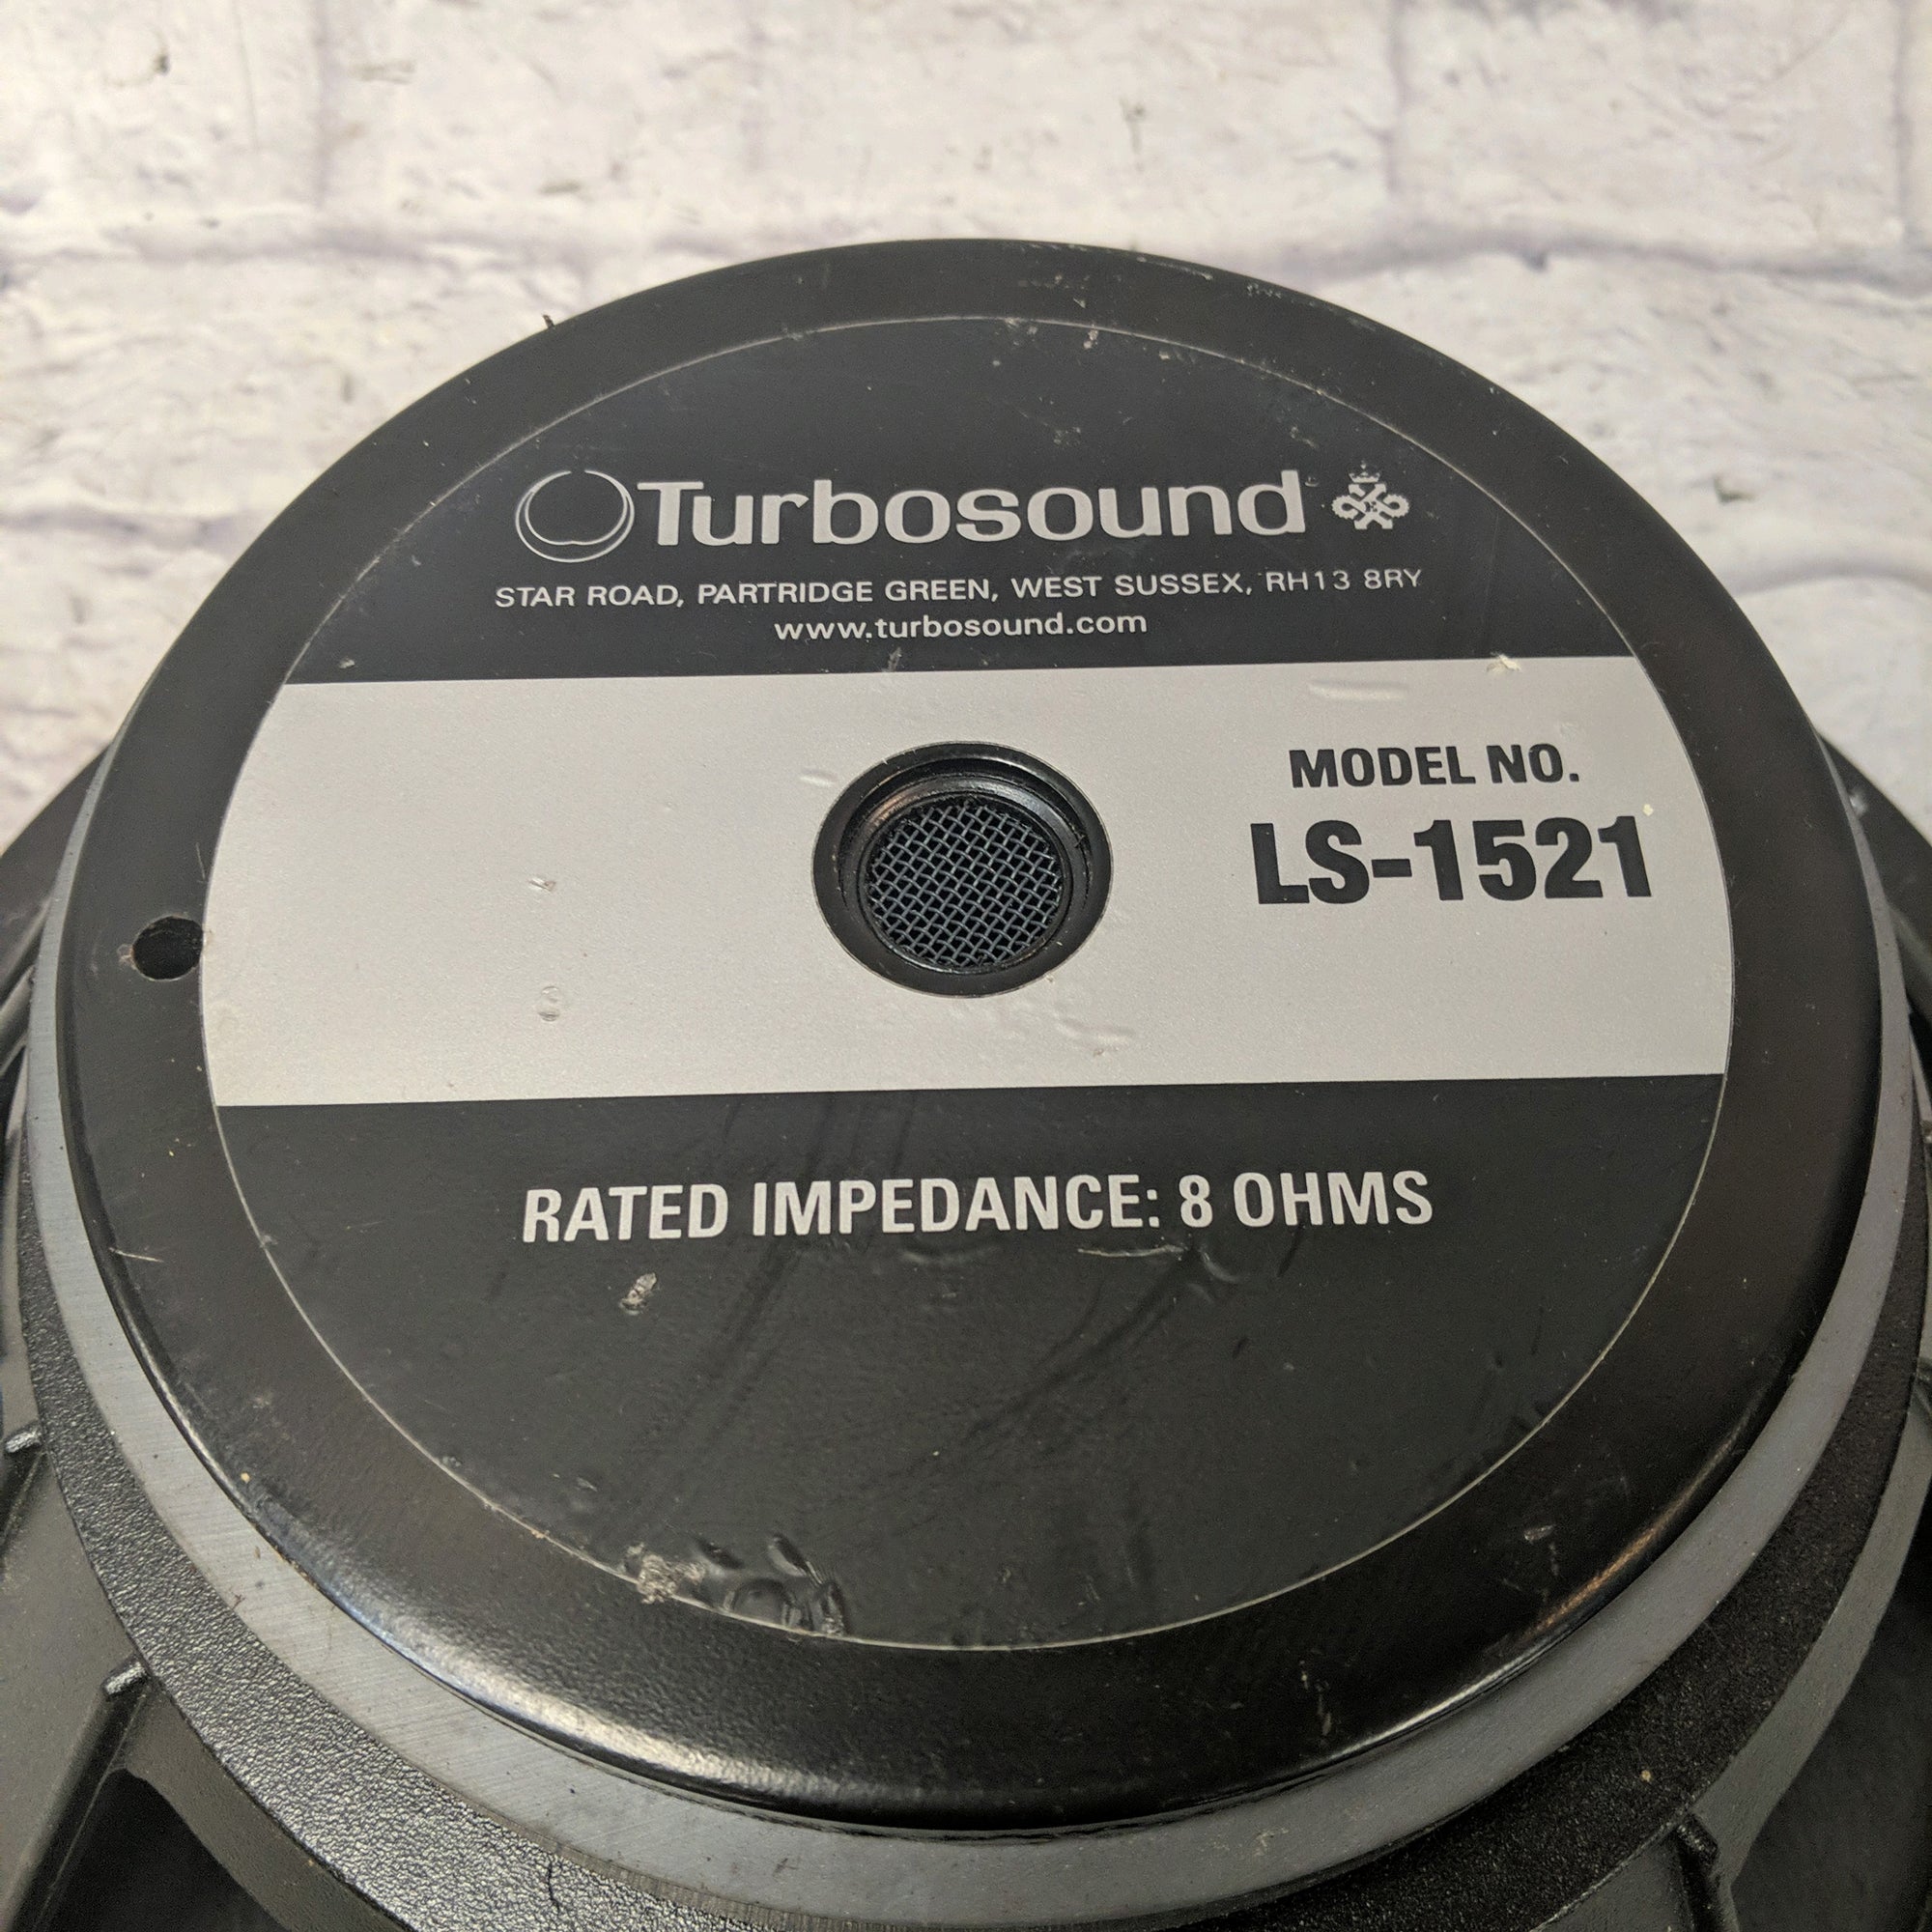 Turbosound
STAR ROAD, PARTRIDGE GREEN, WEST SUSSEX, RH13 8RY
www.turbosound.com
MODEL NO.
LS-1521
RATED IMPEDANCE: 8 OHMS